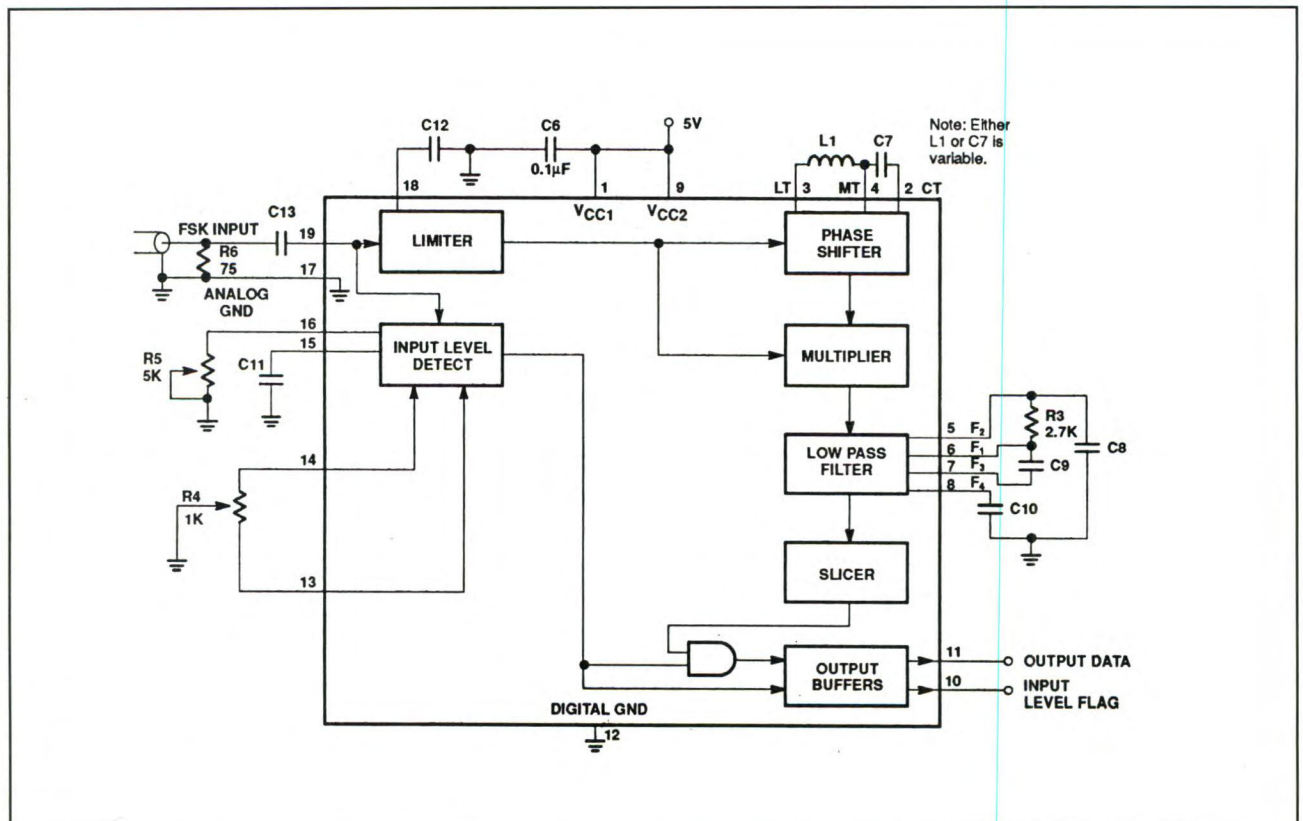 C12
C6
5V
0.1µF
L1
C7
Note: Either
L1 or C7 is
variable.
18
1
9
LT 3
MT 4
2 CT
VCC1
VCC2
C13
FSK INPUT
19
LIMITER
PHASE
SHIFTER
R6
75
17
ANALOG
GND
16
15
INPUT LEVEL
DETECT
MULTIPLIER
R5
5K
C11
5 F2
6 F1
7 F3
8 F4
R3
2.7K
C9
C8
C10
LOW PASS
FILTER
14
R4
1K
13
SLICER
OUTPUT
BUFFERS
11
OUTPUT DATA
10
INPUT
LEVEL FLAG
DIGITAL GND
12